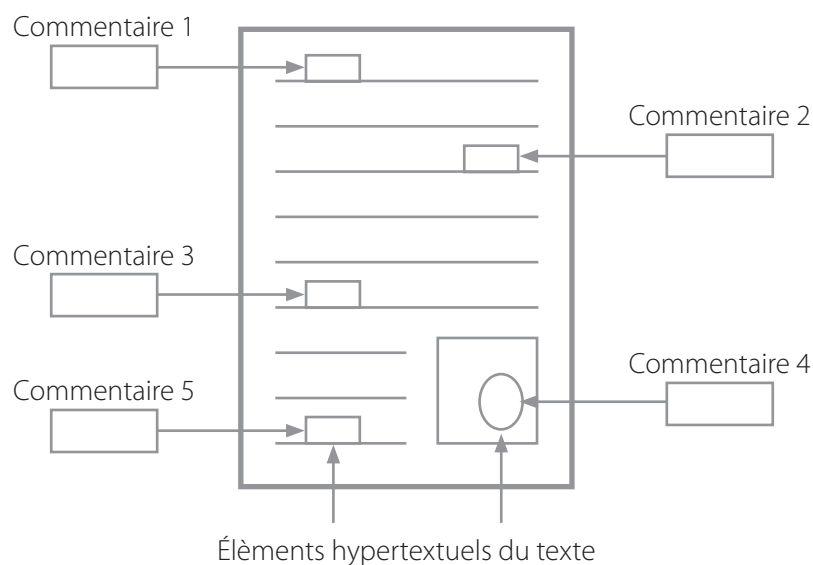 Commentaire 1
Commentaire 2
Commentaire 3
Commentaire 4
Commentaire 5
Élèments hypertextuels du texte